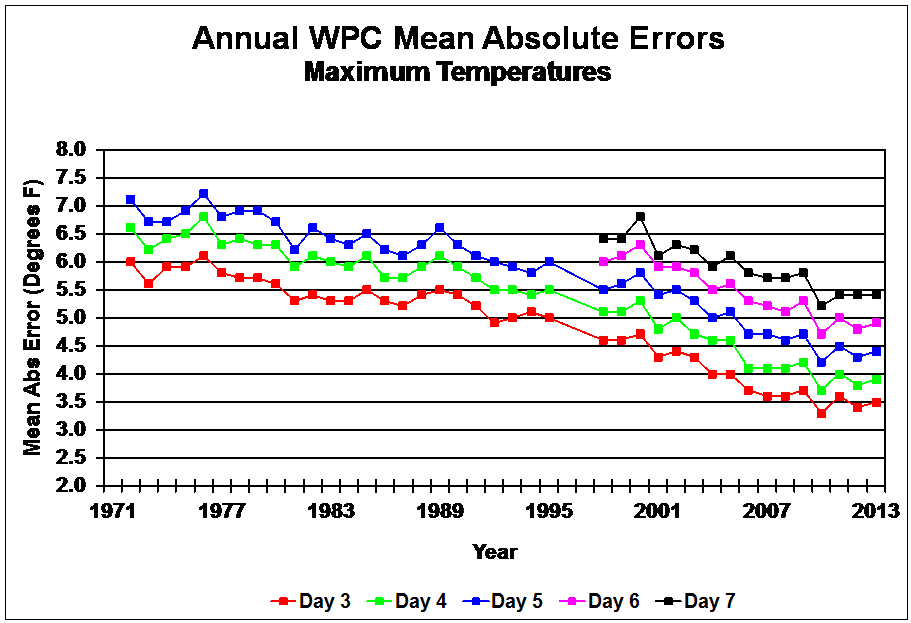 Annual WPC Mean Absolute Errors
Maximum Temperatures
Mean Abs Error (Degrees F)
8.0
7.5
7.0
6.5
6.0
5.5
5.0
4.5
4.0
3.5
3.0
2.5
2.0
1971 1977 1983 1989 1995 2001 2007 2013
Year
Day 3 Day 4 Day 5 Day 6 Day 7